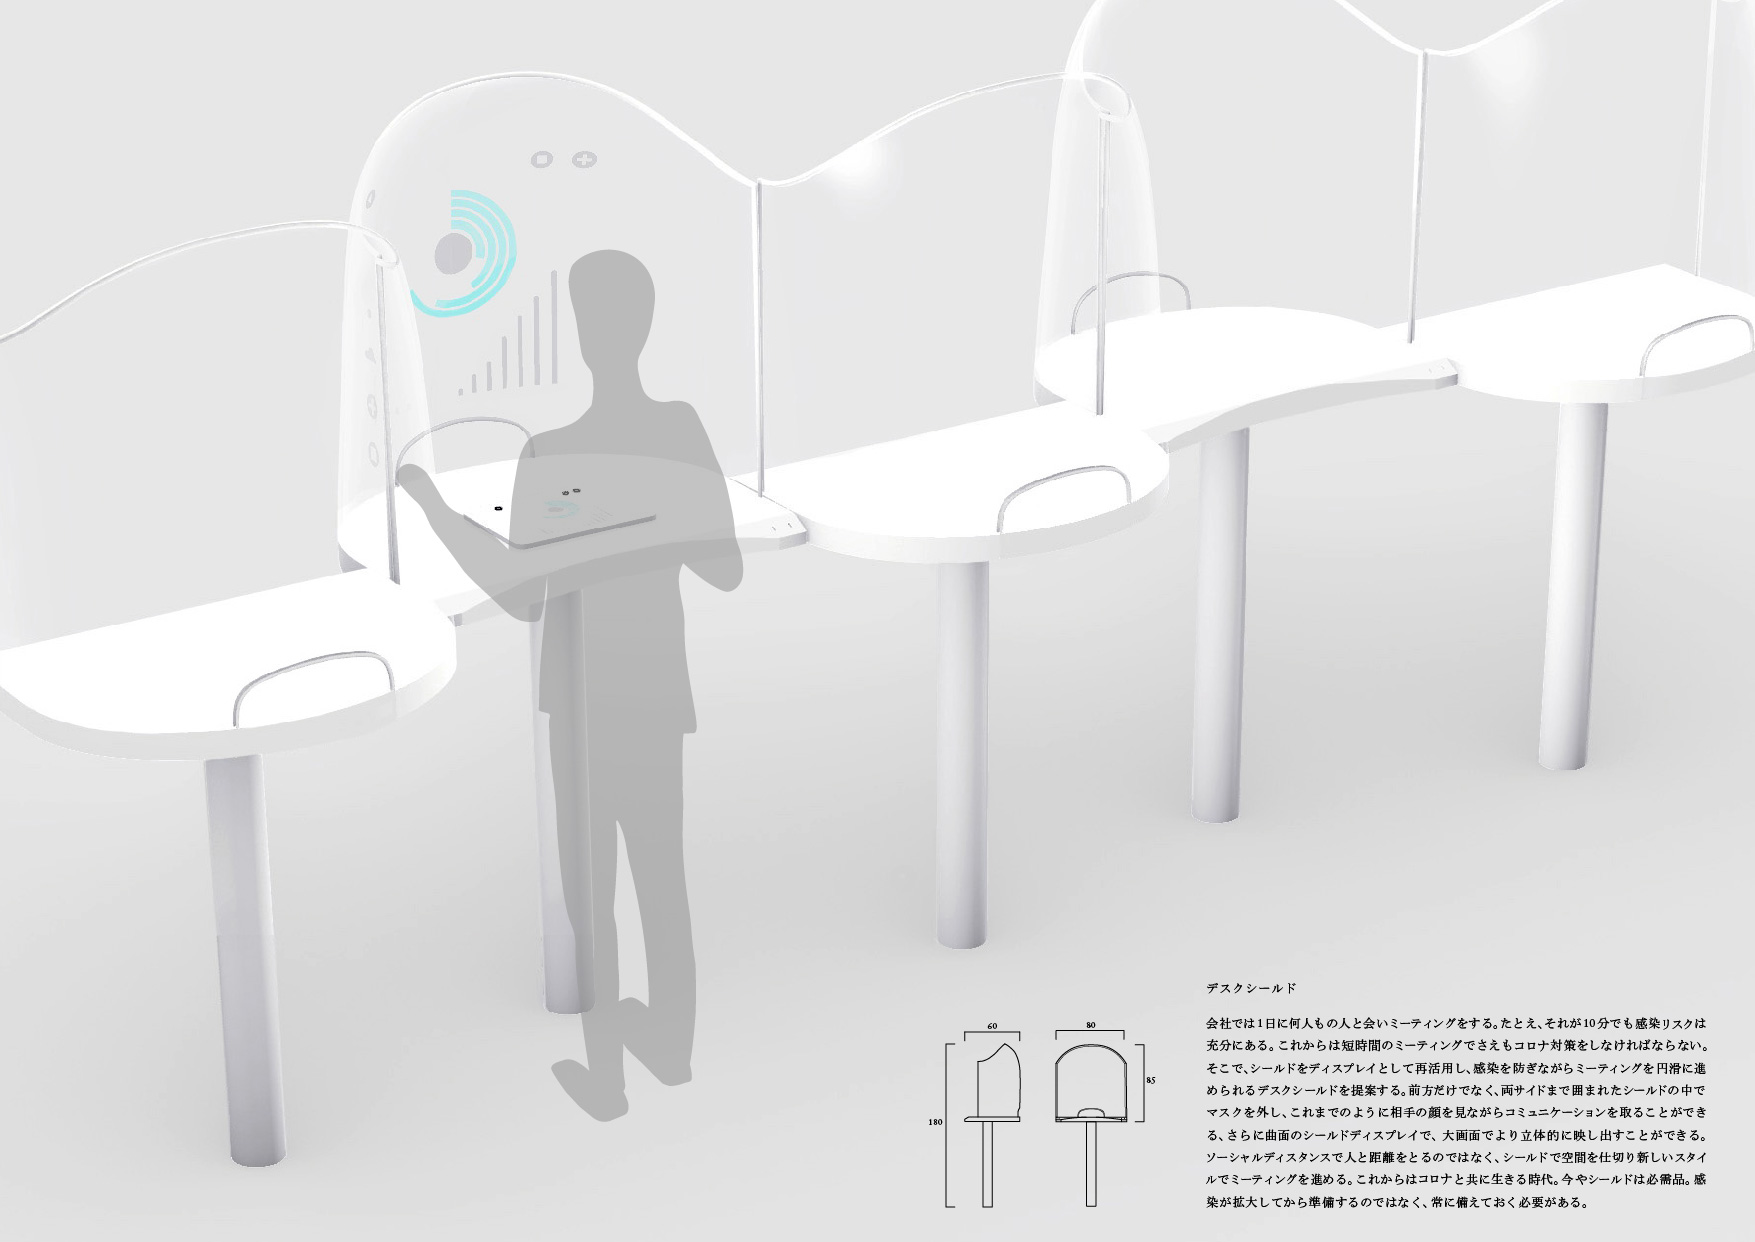 デスクシールド
会社では1日に何人もの人と会いミーティングをする。たとえ、それが10分でも感染リスクは
充分にある。これからは短時間のミーティングでさえもコロナ対策をしなければならない。
そこで、シールドをディスプレイとして再活用し、感染を防ぎながらミーティングを円滑に進
められるデスクシールドを提案する。前方だけでなく、両サイドまで囲まれたシールドの中で
マスクを外し、これまでのように相手の顔を見ながらコミュニケーションを取ることができ
る、さらに曲面のシールドディスプレイで、大画面でより立体的に映し出すことができる。
ソーシャルディスタンスで人と距離をとるのではなく、シールドで空間を仕切り新しいスタイ
ルでミーティングを進める。これからはコロナと共に生きる時代。今やシールドは必需品。感
染が拡大してから準備するのではなく、常に備えておく必要がある。
60
80
85
180